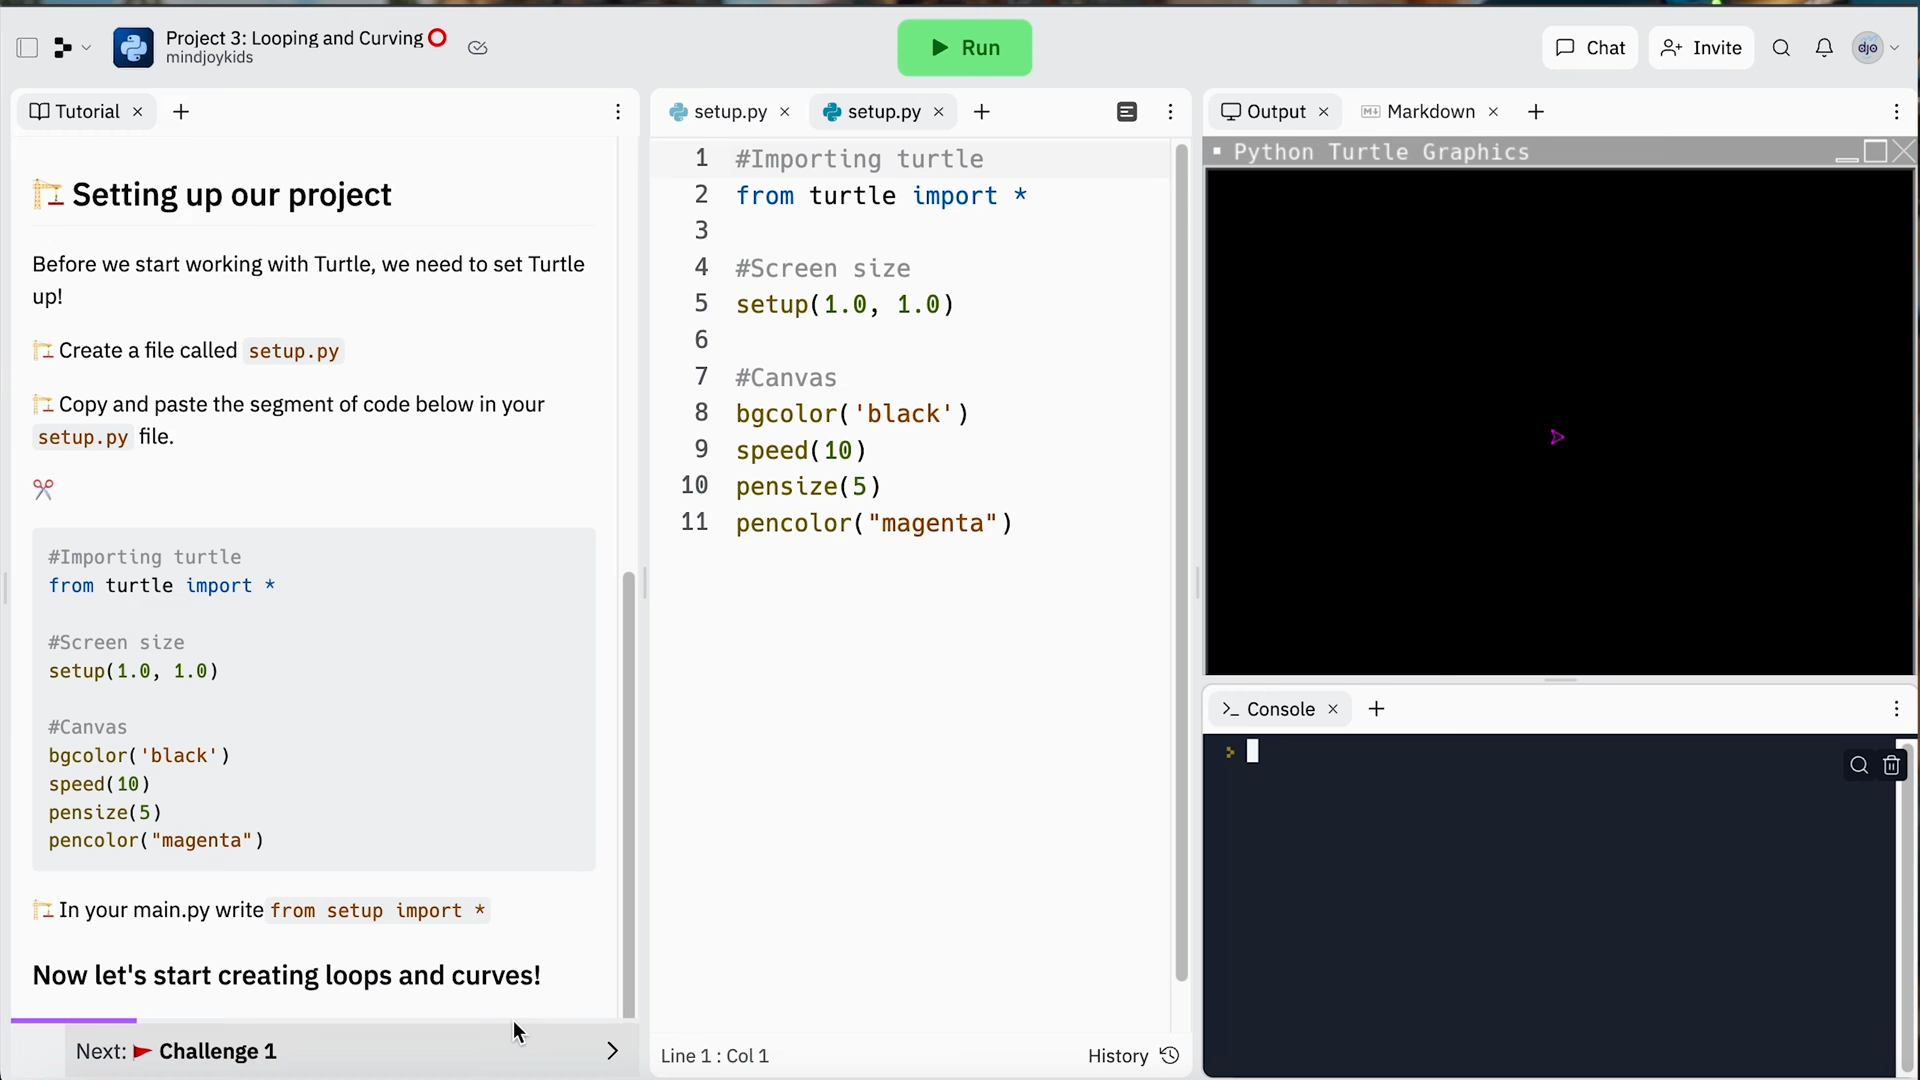 Project 3: Looping and Curving
mindjoykids
Run
Chat
Invite
djo
Tutorial
Setting up our project
Before we start working with Turtle, we need to set Turtle
up!
Create a file called setup.py
Copy and paste the segment of code below in your
setup.py file.
#Importing turtle
from turtle import *
#Screen size
setup(1.0, 1.0)
#Canvas
bgcolor('black')
speed(10)
pensize(5)
pencolor("magenta")
In your main.py write from setup import *
Now let's start creating loops and curves!
Next: Challenge 1
setup.py
setup.py
1 #Importing turtle
2 from turtle import *
3
4 #Screen size
5 setup(1.0, 1.0)
6
7 #Canvas
8 bgcolor('black')
9 speed(10)
10 pensize(5)
11 pencolor("magenta")
Line 1 : Col 1
History
Output
Markdown
Python Turtle Graphics
Console